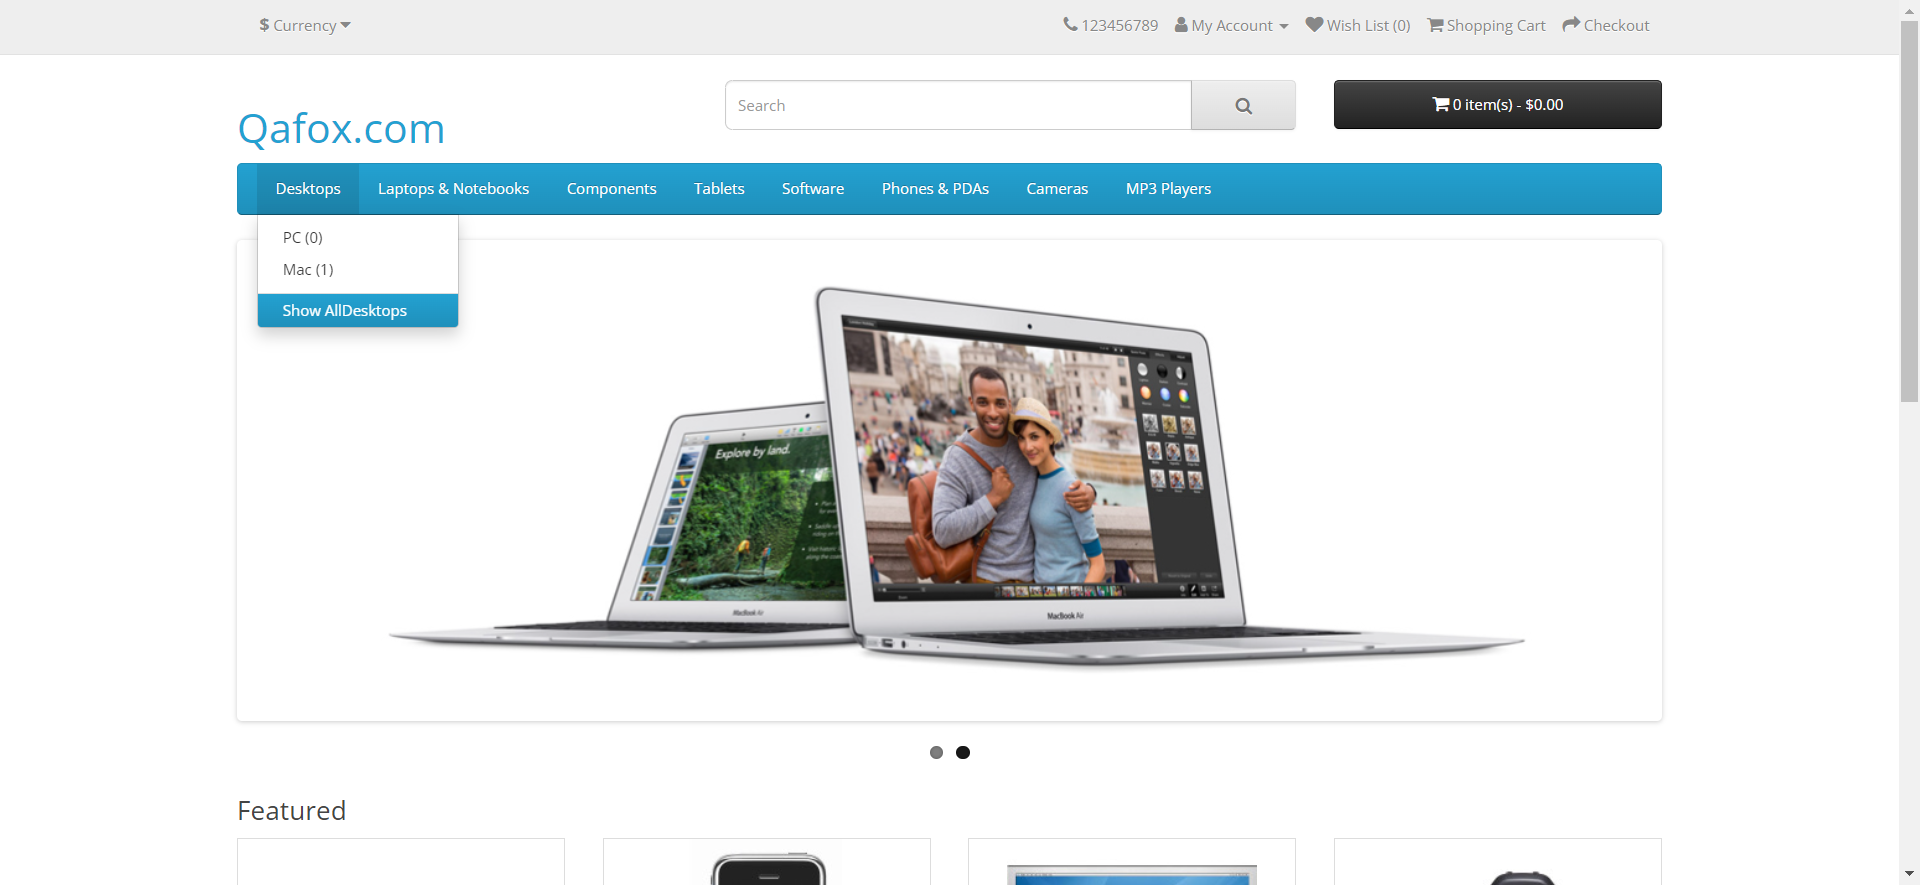 $ Currency
123456789 My Account Wish List (0) Shopping Cart Checkout
Search
0 item(s) - $0.00
Qafox.com
Desktops Laptops & Notebooks Components Tablets Software Phones & PDAs Cameras MP3 Players
PC (0)
Mac (1)
Show AllDesktops
Explore by land.
MacBook Air
MacBook Air
Featured